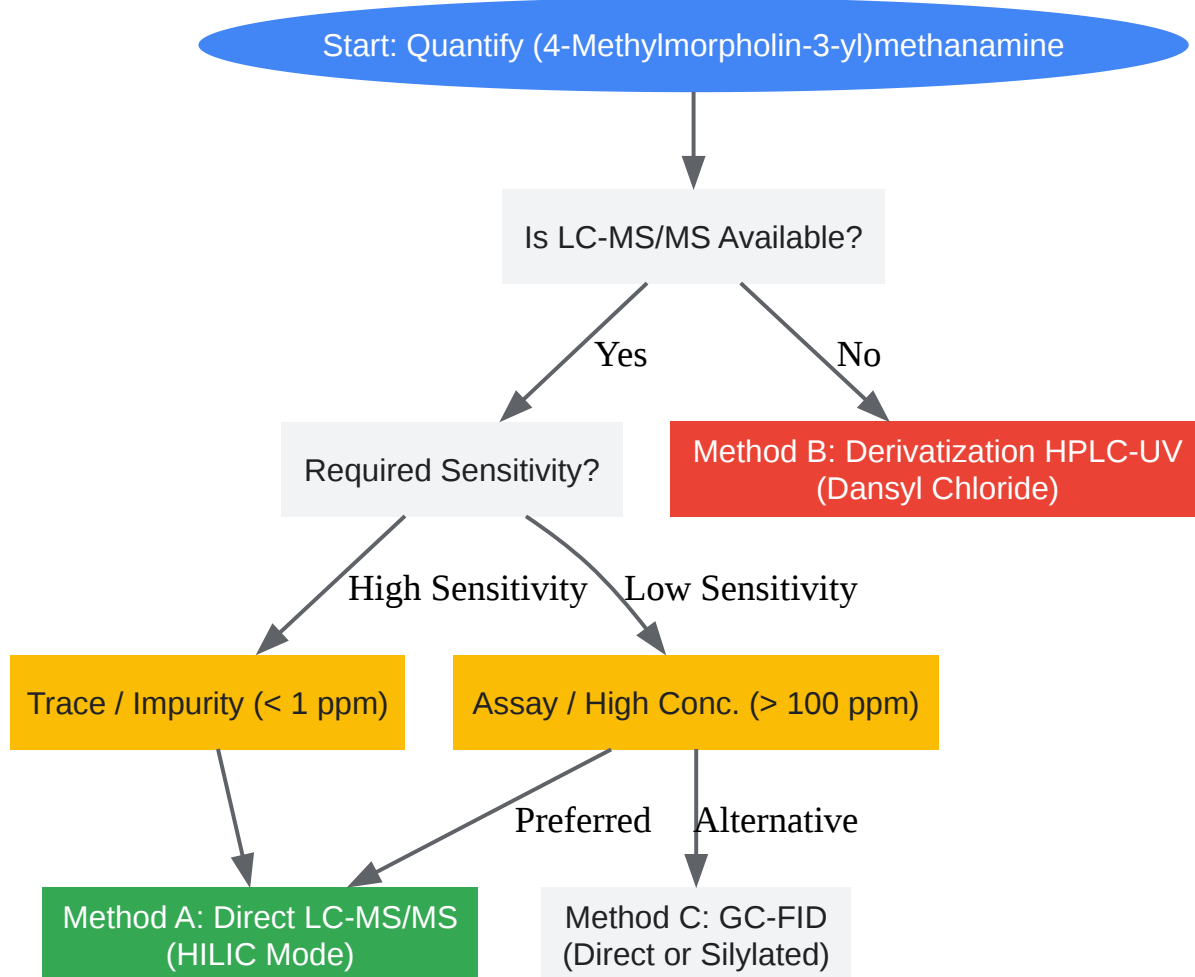 Start: Quantify (4-Methylmorpholin-3-yl)methanamine
Is LC-MS/MS Available?
Yes
No
Required Sensitivity?
Method B: Derivatization HPLC-UV
(Dansyl Chloride)
High Sensitivity
Low Sensitivity
Trace / Impurity (< 1 ppm)
Assay / High Conc. (> 100 ppm)
Preferred
Alternative
Method A: Direct LC-MS/MS
(HILIC Mode)
Method C: GC-FID
(Direct or Silylated)